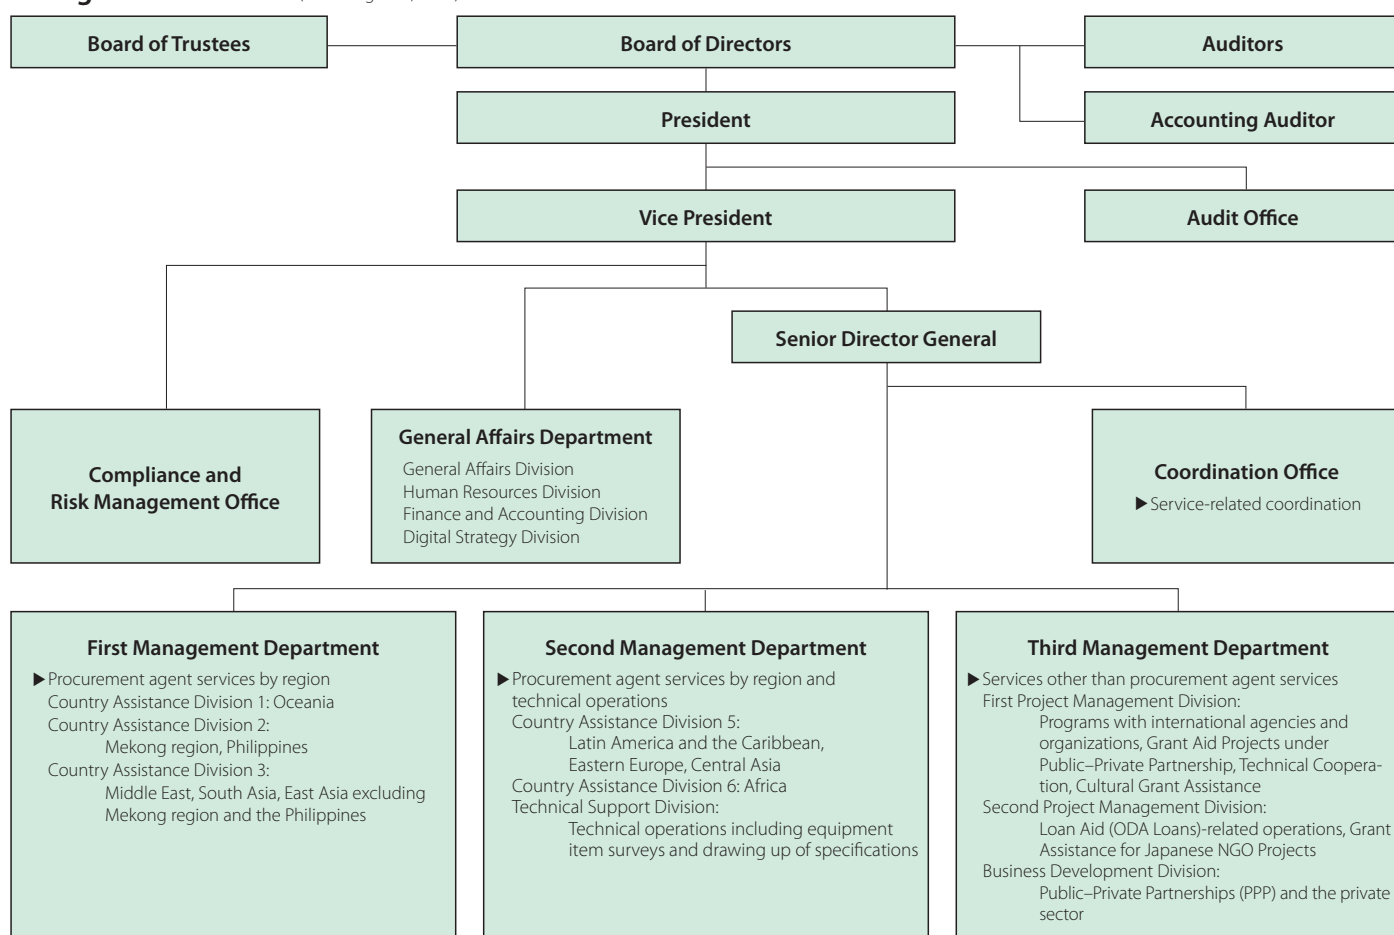 Board of Trustees
Board of Directors
Auditors
President
Accounting Auditor
Vice President
Audit Office
Senior Director General
Compliance and
Risk Management Office
General Affairs Department
General Affairs Division
Human Resources Division
Finance and Accounting Division
Digital Strategy Division
Coordination Office
▶Service-related coordination
First Management Department
▶Procurement agent services by region
Country Assistance Division 1: Oceania
Country Assistance Division 2:
Mekong region, Philippines
Country Assistance Division 3:
Middle East, South Asia, East Asia excluding
Mekong region and the Philippines
Second Management Department
▶Procurement agent services by region and
technical operations
Country Assistance Division 5:
Latin America and the Caribbean,
Eastern Europe, Central Asia
Country Assistance Division 6: Africa
Technical Support Division:
Technical operations including equipment
item surveys and drawing up of specifications
Third Management Department
▶Services other than procurement agent services
First Project Management Division:
Programs with international agencies and
organizations, Grant Aid Projects under
Public–Private Partnership, Technical Coopera-
tion, Cultural Grant Assistance
Second Project Management Division:
Loan Aid (ODA Loans)-related operations, Grant
Assistance for Japanese NGO Projects
Business Development Division:
Public–Private Partnerships (PPP) and the private
sector